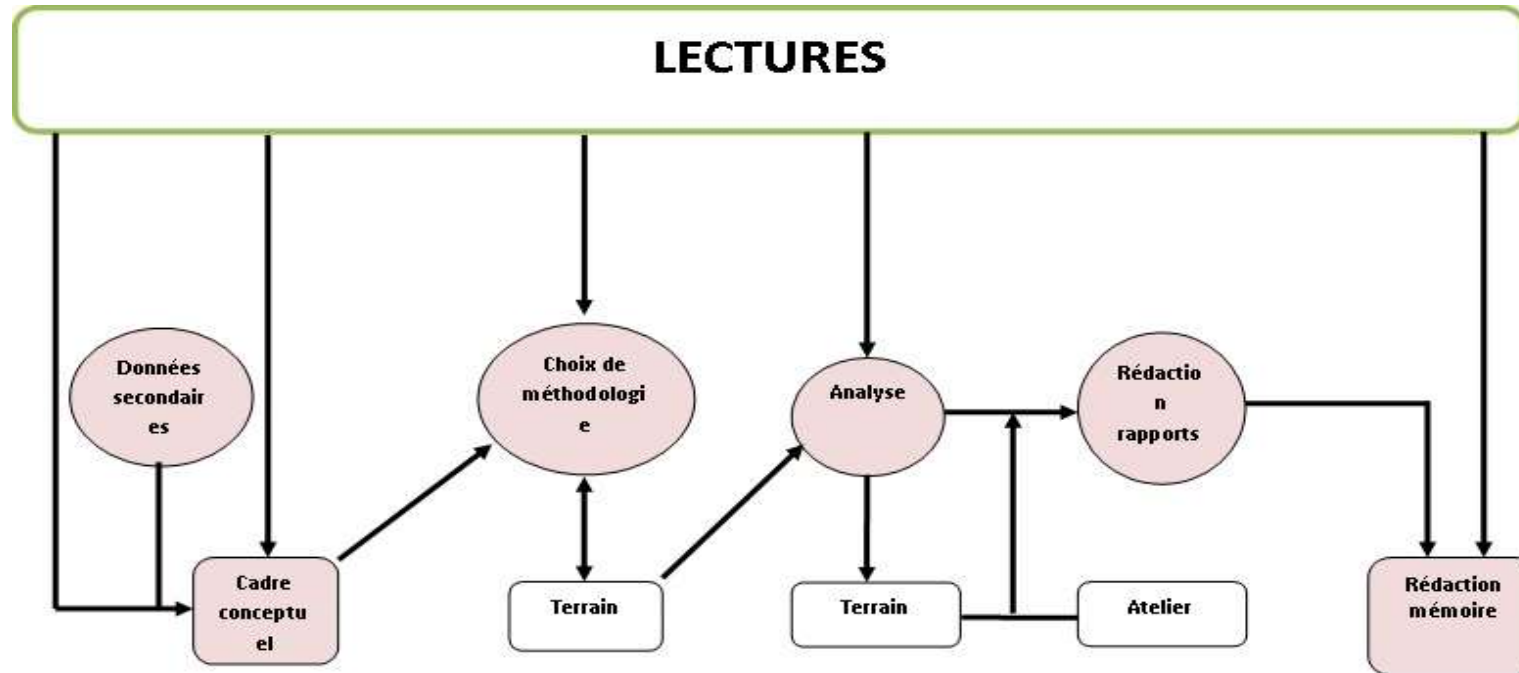 LECTURES
Données
secondair
es
Choix de
méthodologi
e
Analyse
Rédactio
n
rapports
Cadre
conceptu
el
Terrain
Terrain
Atelier
Rédaction
mémoire